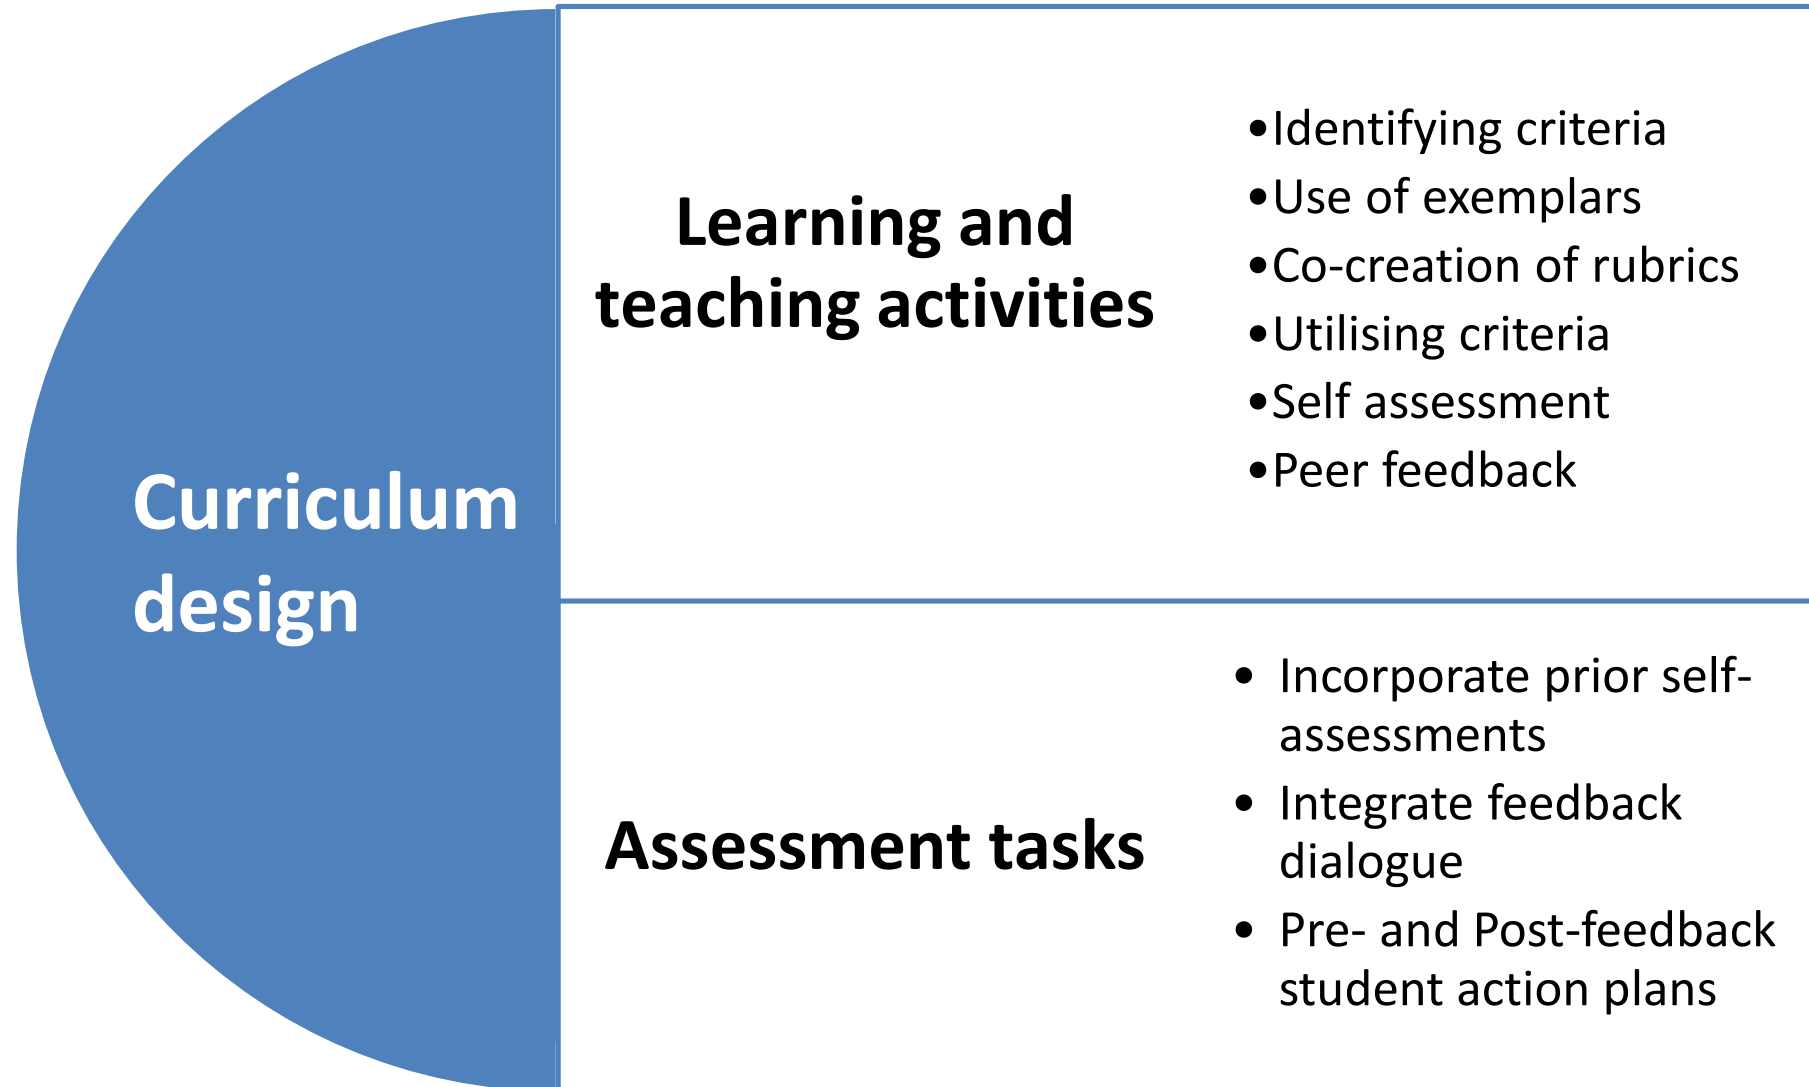 Curriculum
design
Learning and
teaching activities
•Identifying criteria
•Use of exemplars
•Co-creation of rubrics
•Utilising criteria
•Self assessment
•Peer feedback
Assessment tasks
• Incorporate prior self-
assessments
• Integrate feedback
dialogue
• Pre- and Post-feedback
student action plans